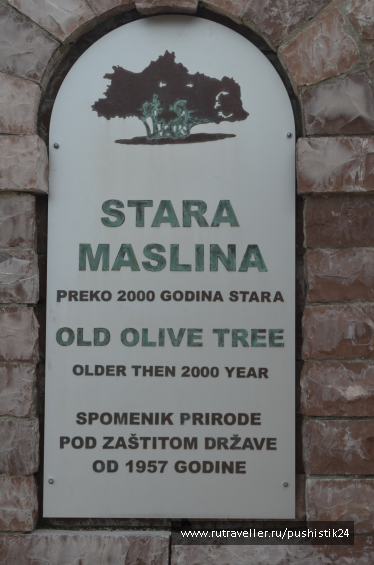 STARA
MASLINA
PREKO 2000 GODINA STARA
OLD OLIVE TREE
OLDER THEN 2000 YEAR
SPOMENIK PRIRODE
POD ZAŠTITOM DRŽAVE
OD 1957 GODINE
www.rutraveller.ru/pushistik24